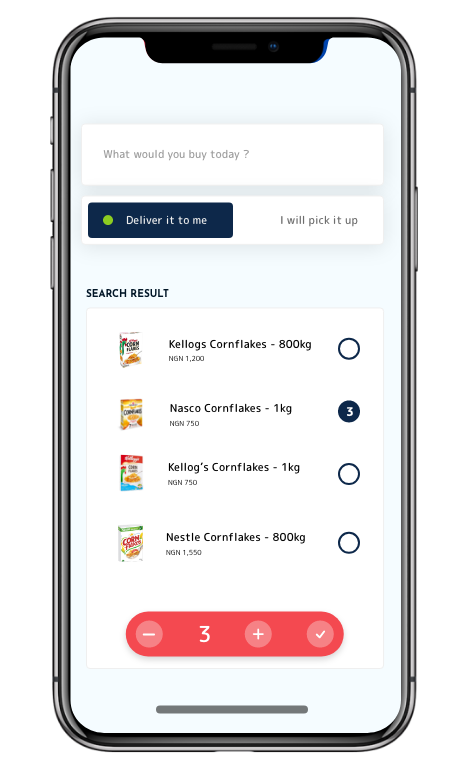 What would you buy today ?
Deliver it to me
I will pick it up
SEARCH RESULT
Kellogs Cornflakes - 800kg
NGN 1,200
Nasco Cornflakes - 1kg
NGN 750
3
Kellog's Cornflakes - 1kg
NGN 750
Nestle Cornflakes - 800kg
NGN 1,550
CORN
FLAKES
3